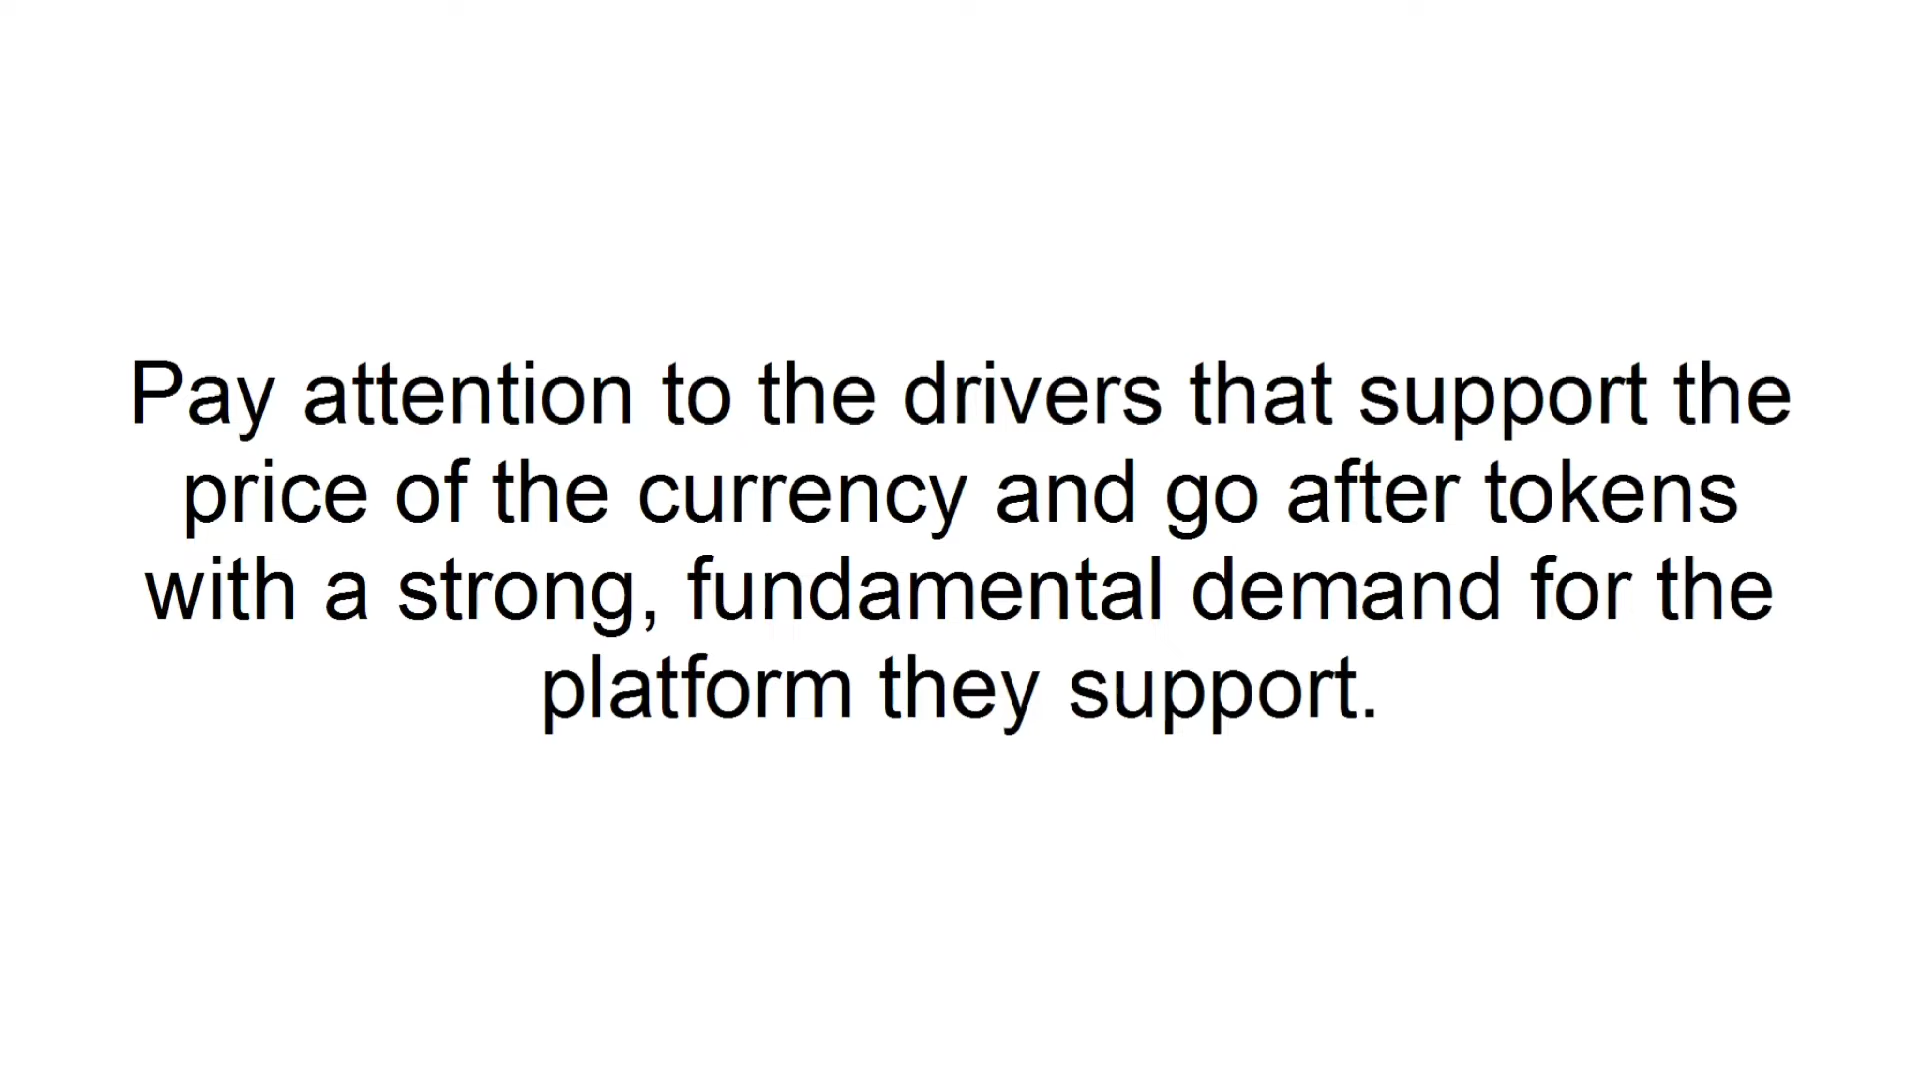 Pay attention to the drivers that support the
price of the currency and go after tokens
with a strong, fundamental demand for the
platform they support.